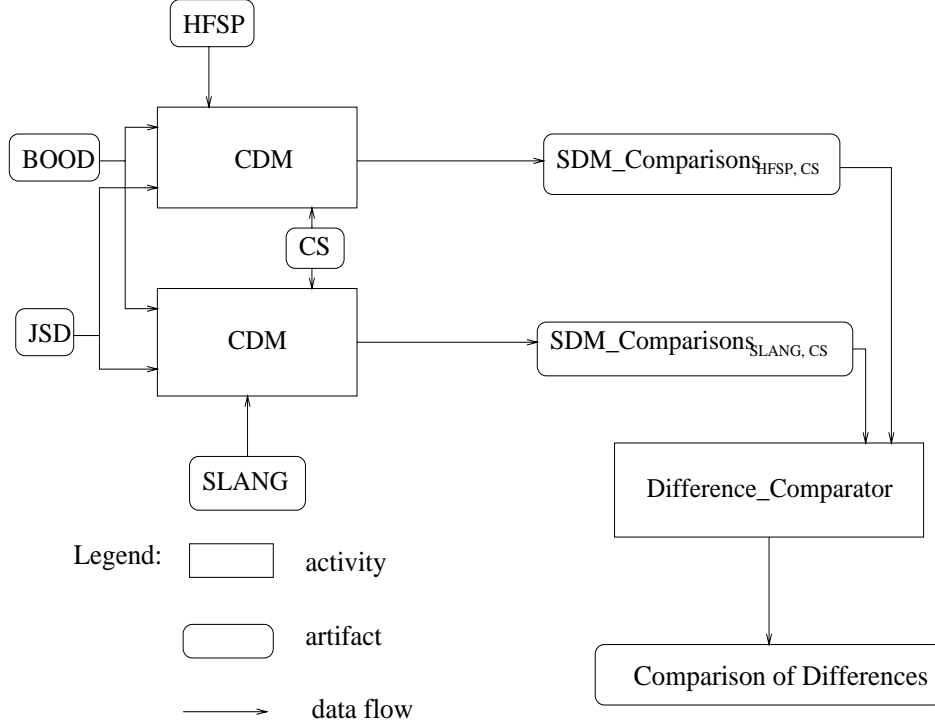 HFSP
BOOD
CDM
SDM_Comparisons HFSP, CS
CS
JSD
CDM
SDM_Comparisons SLANG, CS
SLANG
Difference_Comparator
Legend:
activity
artifact
Comparison of Differences
data flow